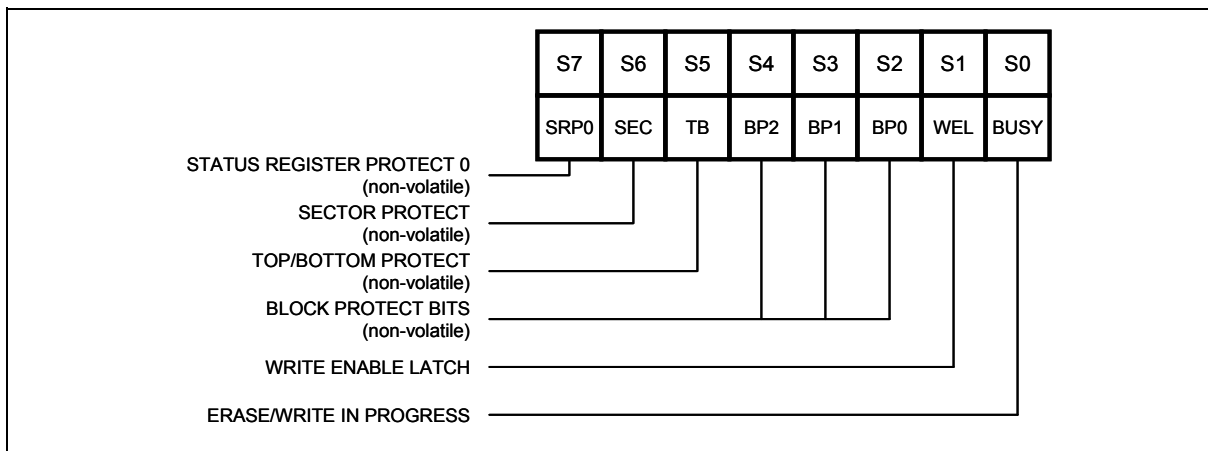 S7 S6 S5 S4 S3 S2 S1 S0
SRP0 SEC TB BP2 BP1 BP0 WEL BUSY
STATUS REGISTER PROTECT 0
(non-volatile)
SECTOR PROTECT
(non-volatile)
TOP/BOTTOM PROTECT
(non-volatile)
BLOCK PROTECT BITS
(non-volatile)
WRITE ENABLE LATCH
ERASE/WRITE IN PROGRESS